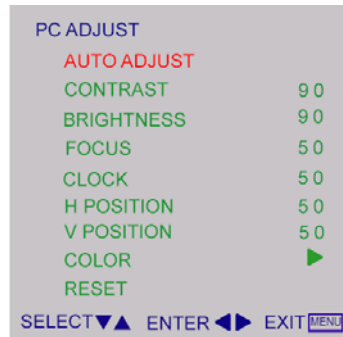 PC ADJUST
AUTO ADJUST
CONTRAST 90
BRIGHTNESS 90
FOCUS 50
CLOCK 50
H POSITION 50
V POSITION 50
COLOR ▶
RESET
SELECT▼▲ ENTER◀▶ EXIT MENU